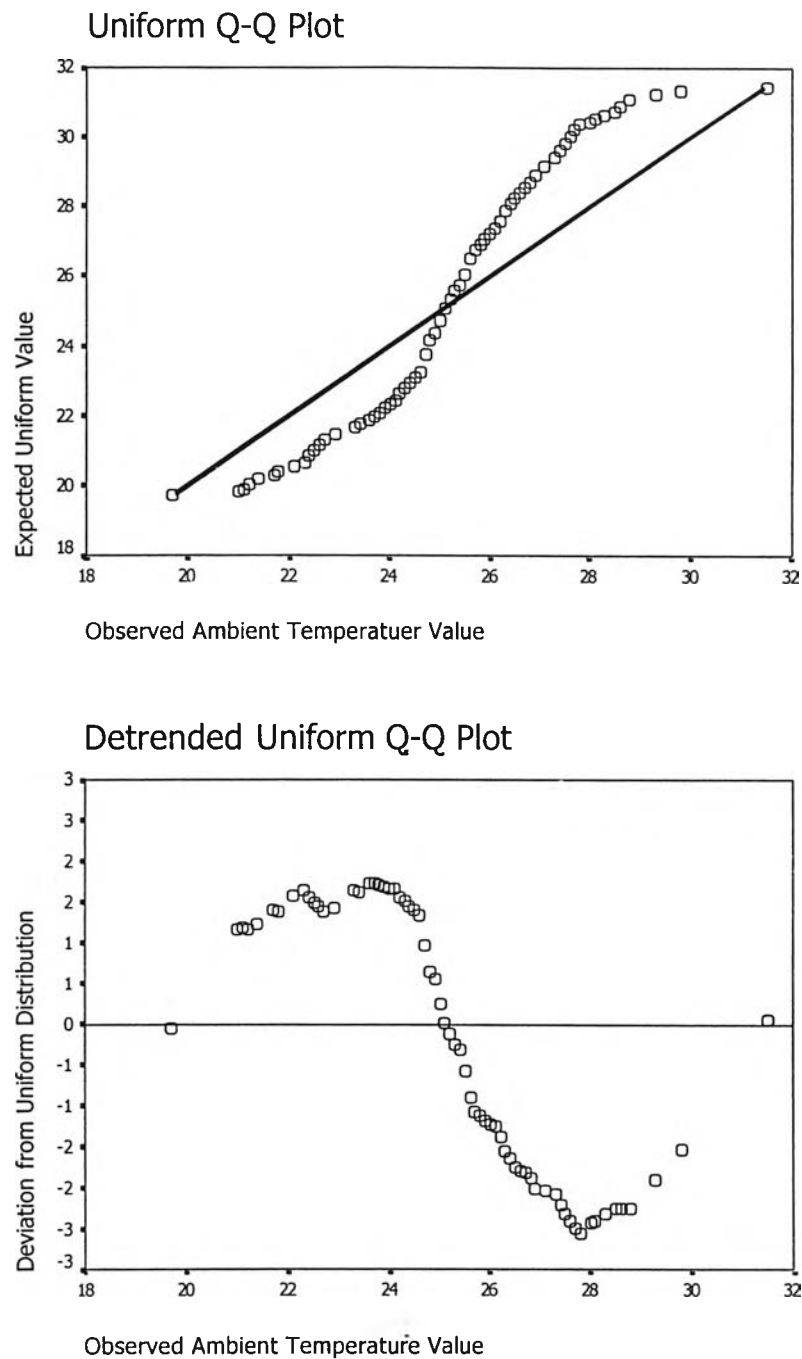 Uniform Q-Q Plot
32
30
28
26
24
22
20
18
Expected Uniform Value
18 20 22 24 26 28 30 32
Observed Ambient Temperatuer Value
Detrended Uniform Q-Q Plot
3
3
2
2
1
1
0
-1
-1
-2
-2
-3
-3
Deviation from Uniform Distribution
18 20 22 24 26 28 30 32
Observed Ambient Temperature Value